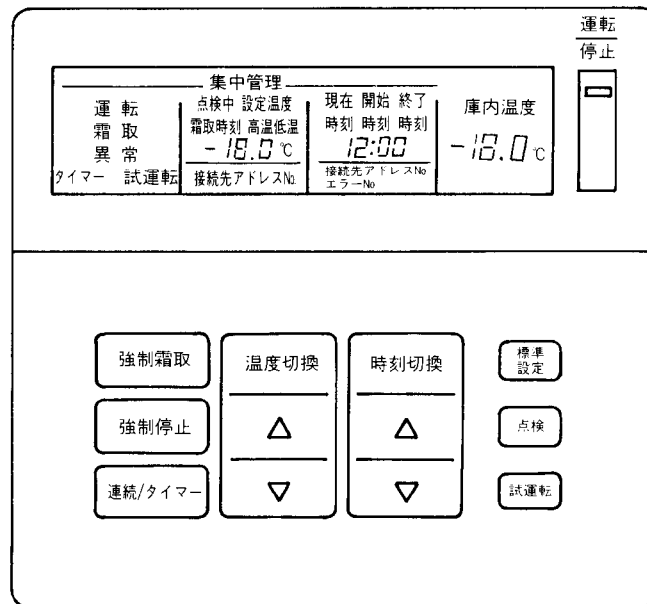 運転
停止
集中管理
運転
霜取
異常
タイマー 試運転
点検中 設定温度
霜取時刻 高温低温
-18.0℃
接続先アドレスNo.
現在 開始 終了
時刻 時刻 時刻
12:00
接続先アドレスNo
エラーNo
庫内温度
-18.0℃
強制霜取
強制停止
連続/タイマー
温度切換
△
▽
時刻切換
△
▽
標準
設定
点検
試運転